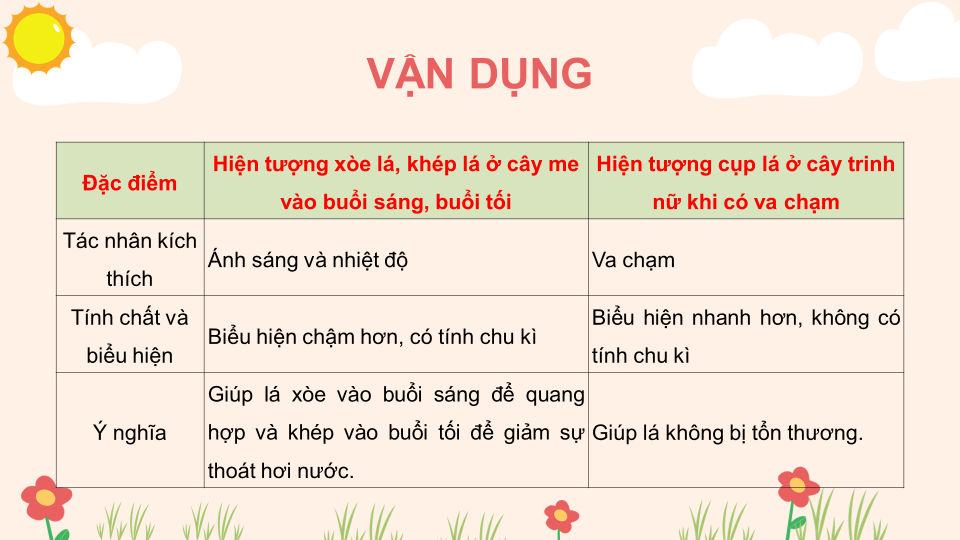 VẬN DỤNG
Đặc điểm
Hiện tượng xòe lá, khép lá ở cây me
vào buổi sáng, buổi tối
Hiện tượng cụp lá ở cây trinh
nữ khi có va chạm
Tác nhân kích
thích
Ánh sáng và nhiệt độ
Va chạm
Tính chất và
biểu hiện
Biểu hiện chậm hơn, có tính chu kì
Biểu hiện nhanh hơn, không có
tính chu kì
Ý nghĩa
Giúp lá xòe vào buổi sáng để quang
hợp và khép vào buổi tối để giảm sự
thoát hơi nước.
Giúp lá không bị tổn thương.